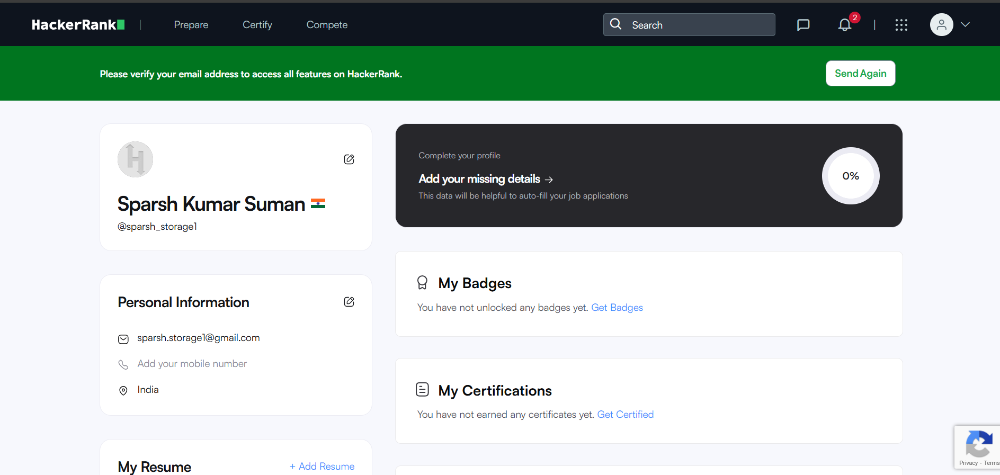 HackerRank
Prepare
Certify
Compete
Search
2
Please verify your email address to access all features on HackerRank.
Send Again
Sparsh Kumar Suman
@sparsh_storage1
Complete your profile
Add your missing details →
This data will be helpful to auto-fill your job applications
0%
Personal Information
sparsh.storage1@gmail.com
Add your mobile number
India
My Badges
You have not unlocked any badges yet. Get Badges
My Certifications
You have not earned any certificates yet. Get Certified
My Resume
+ Add Resume
Privacy - Terms